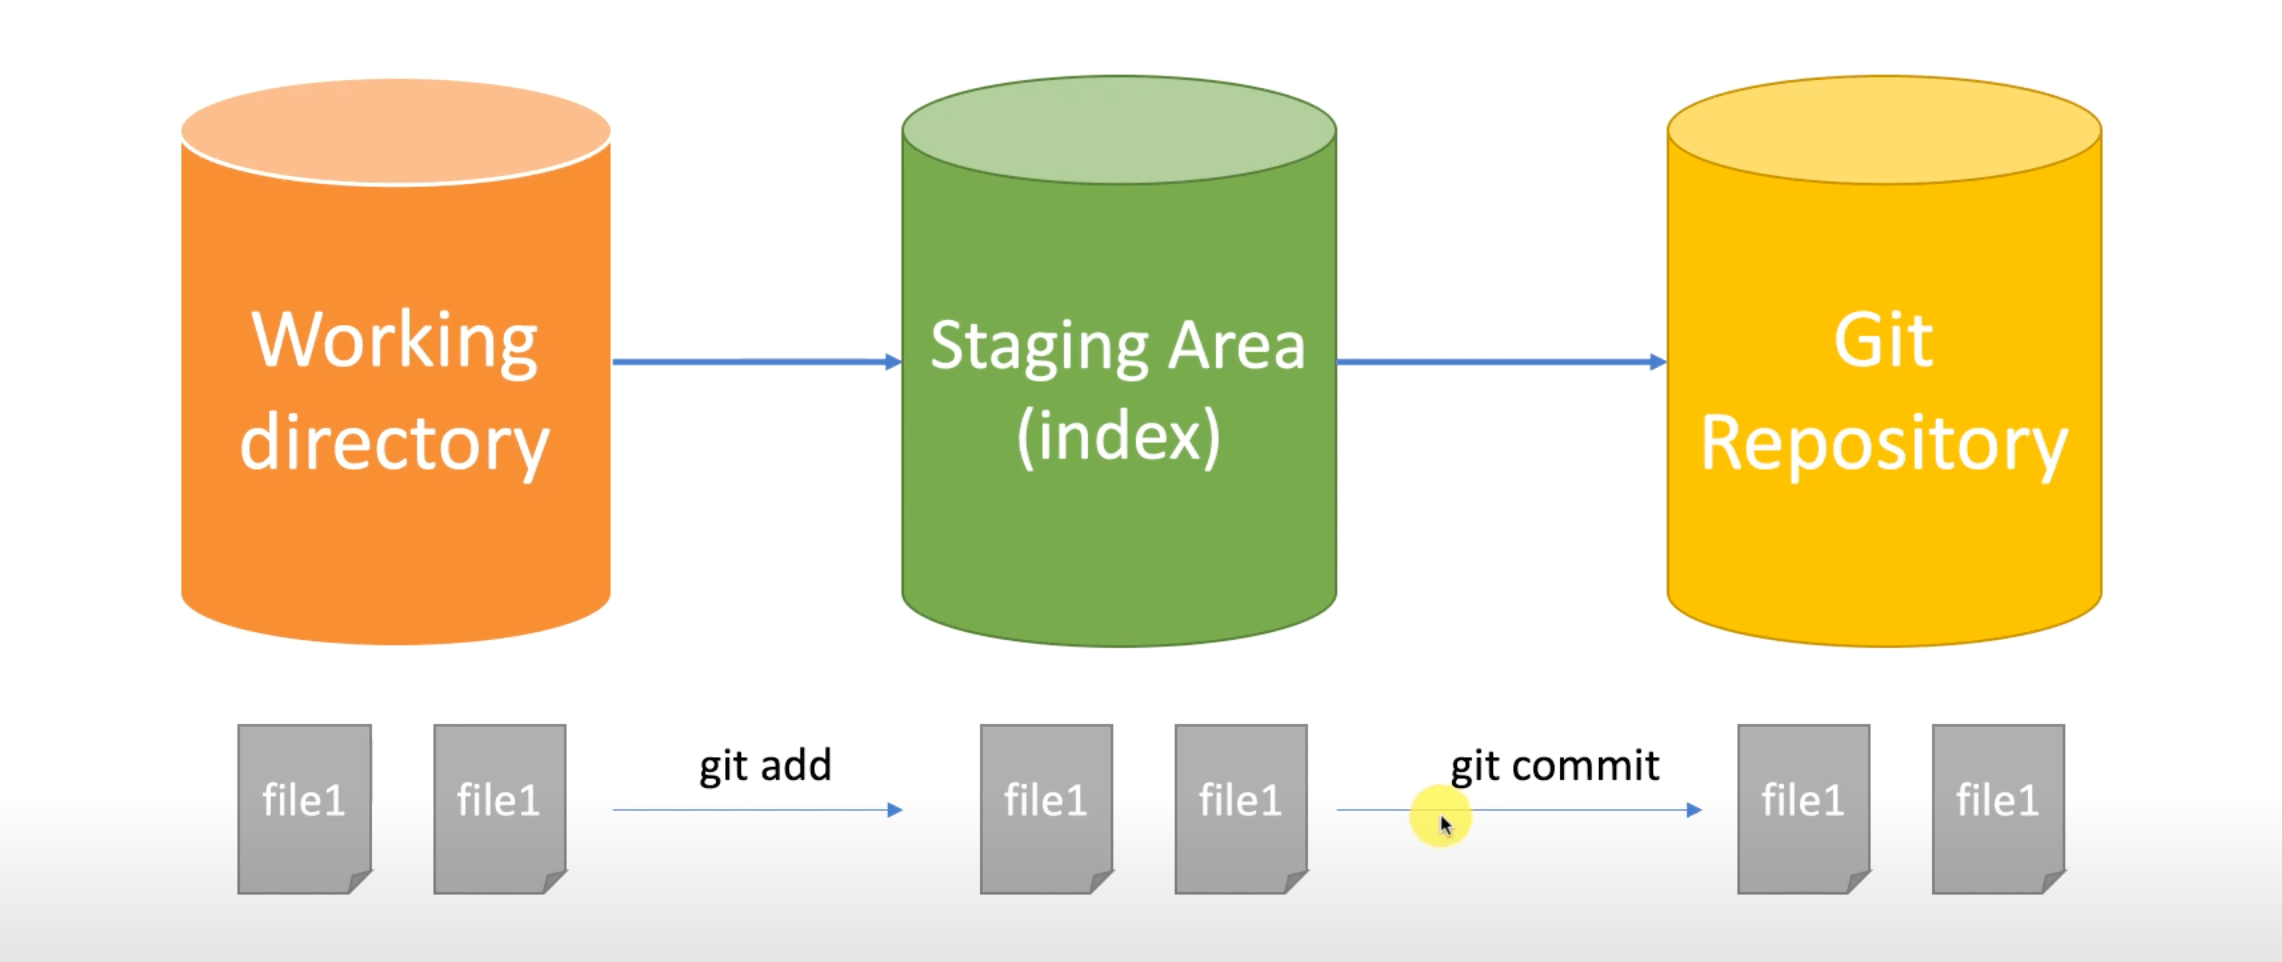 Working
directory
Staging Area
(index)
Git
Repository
file1
file1
git add
file1
file1
git commit
file1
file1